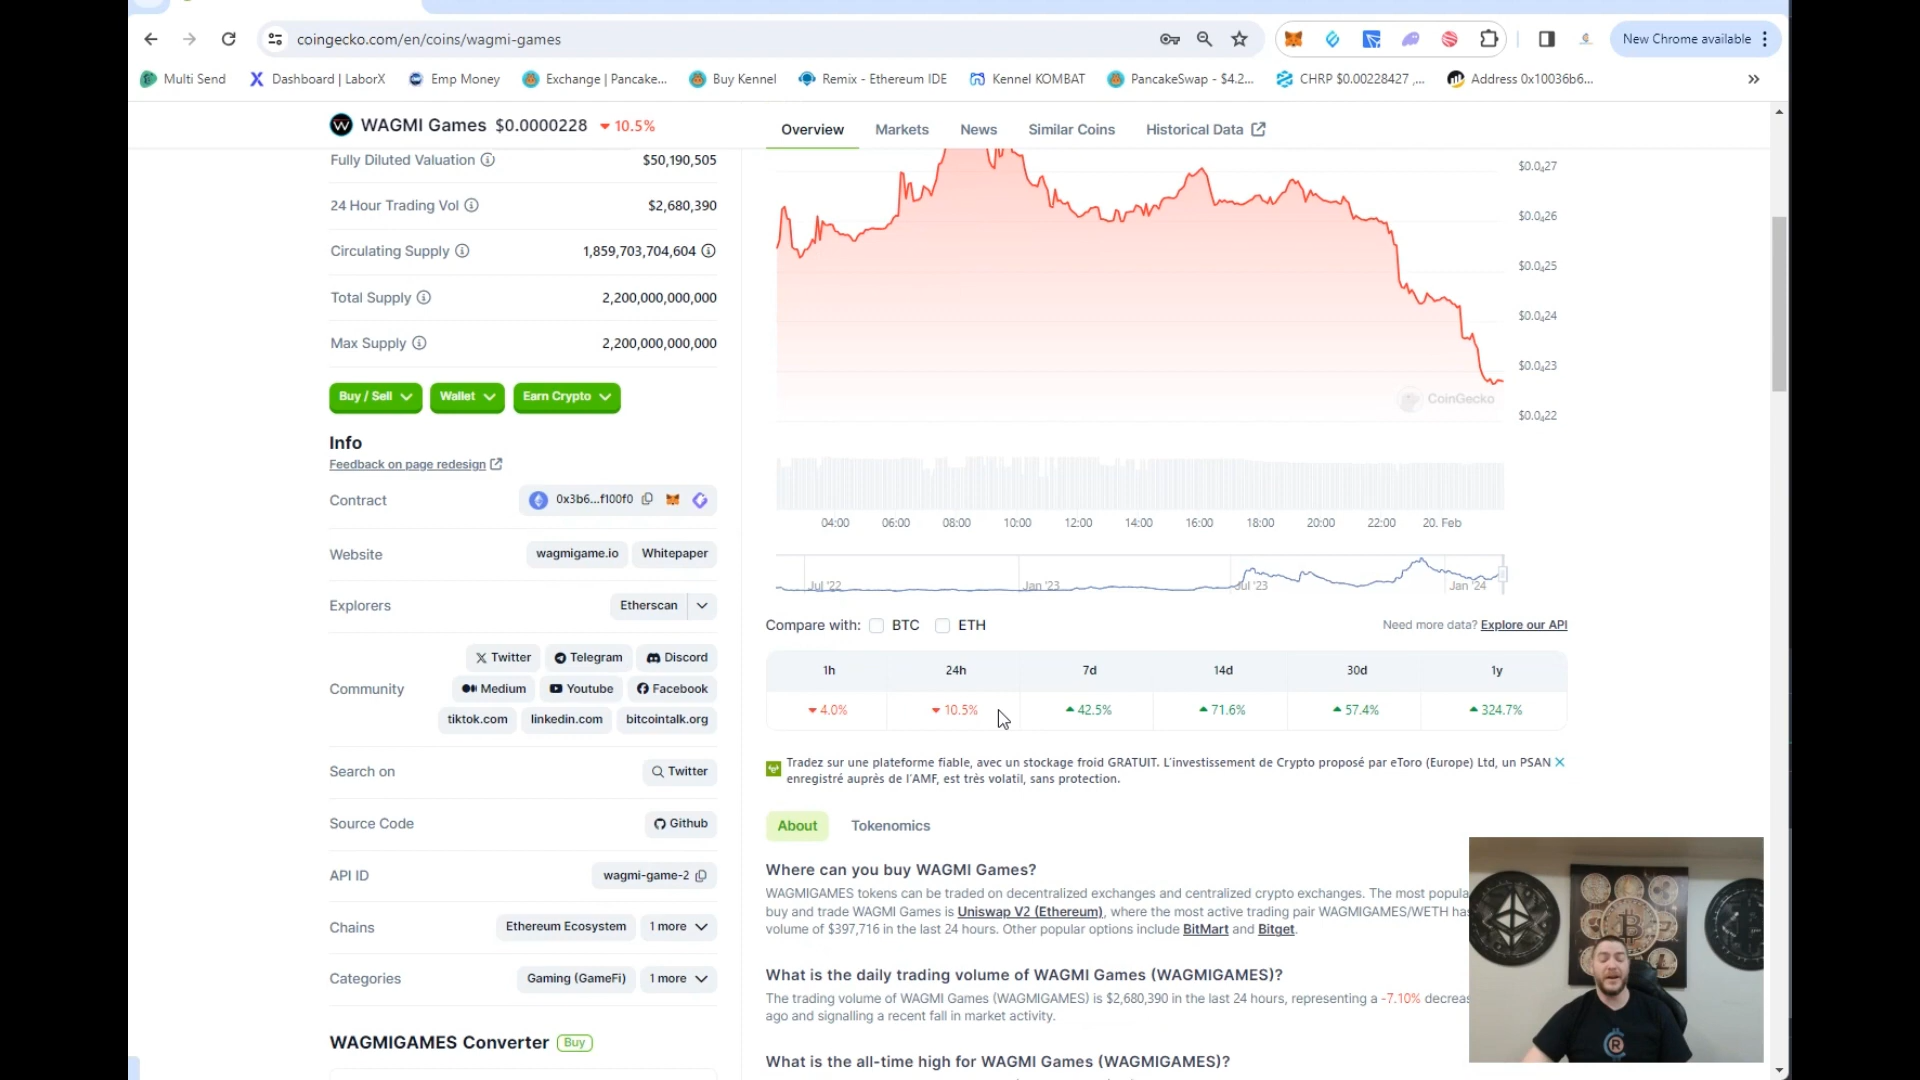 coingecko.com/en/coins/wagmi-games
New Chrome available
Multi Send
Dashboard | LaborX
Emp Money
Exchange | Pancake...
Buy Kennel
Remix - Ethereum IDE
Kennel KOMBAT
PancakeSwap - $4.2...
CHRP $0.00228427 ,...
Address 0x10036b6...
WAGMI Games $0.0000228 10.5%
Overview Markets News Similar Coins Historical Data
Fully Diluted Valuation $50,190,505
24 Hour Trading Vol $2,680,390
Circulating Supply 1,859,703,704,604
Total Supply 2,200,000,000,000
Max Supply 2,200,000,000,000
Buy / Sell Wallet Earn Crypto
Info
Feedback on page redesign
Contract 0x3b6...f100f0
Website wagmigame.io Whitepaper
Explorers Etherscan
Community Twitter Telegram Discord
Medium Youtube Facebook
tiktok.com linkedin.com bitcointalk.org
Search on Twitter
Source Code Github
API ID wagmi-game-2
Chains Ethereum Ecosystem 1 more
Categories Gaming (GameFi) 1 more
WAGMIGAMES Converter Buy
$0.0₄27
$0.0₄26
$0.0₄25
$0.0₄24
$0.0₄23
$0.0₄22
CoinGecko
04:00 06:00 08:00 10:00 12:00 14:00 16:00 18:00 20:00 22:00 20. Feb
Jul '22 Jan '23 Jul '23 Jan '24
Compare with: BTC ETH
Need more data? Explore our API
1h 24h 7d 14d 30d 1y
4.0% 10.5% 42.5% 71.6% 57.4% 324.7%
Tradez sur une plateforme fiable, avec un stockage froid GRATUIT. L'investissement de Crypto proposé par eToro (Europe) Ltd, un PSAN
enregistré auprès de l'AMF, est très volatil, sans protection.
About Tokenomics
Where can you buy WAGMI Games?
WAGMIGAMES tokens can be traded on decentralized exchanges and centralized crypto exchanges. The most popula
buy and trade WAGMI Games is Uniswap V2 (Ethereum), where the most active trading pair WAGMIGAMES/WETH has
volume of $397,716 in the last 24 hours. Other popular options include BitMart and Bitget.
What is the daily trading volume of WAGMI Games (WAGMIGAMES)?
The trading volume of WAGMI Games (WAGMIGAMES) is $2,680,390 in the last 24 hours, representing a -7.10% decreas
ago and signalling a recent fall in market activity.
What is the all-time high for WAGMI Games (WAGMIGAMES)?